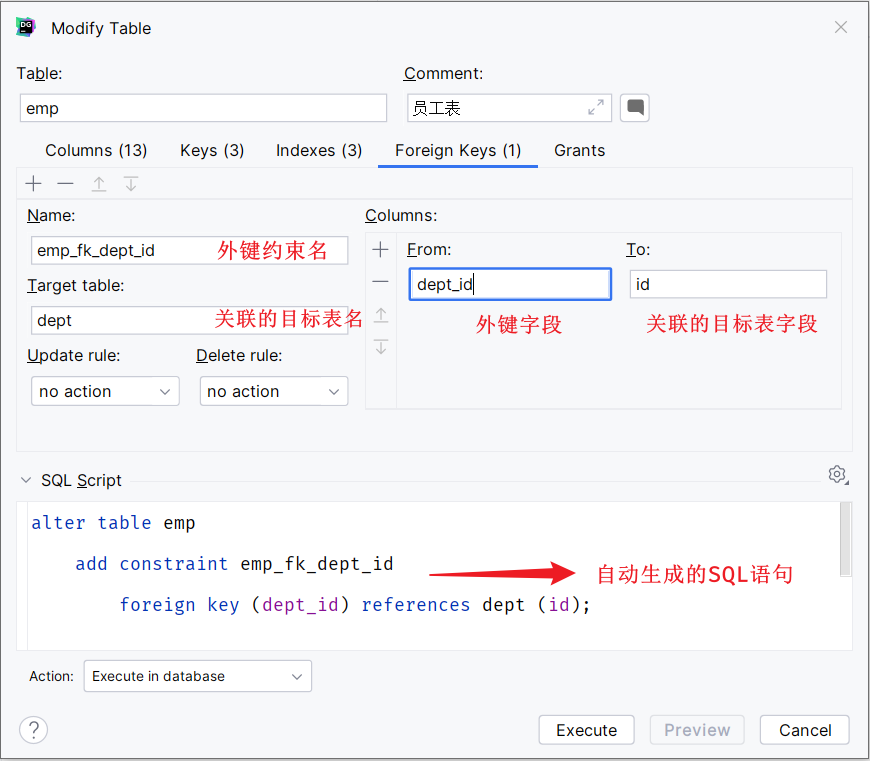 DG
Modify Table
Table:
Comment:
emp
员工表
Columns (13) Keys (3) Indexes (3) Foreign Keys (1) Grants
Name:
Columns:
emp_fk_dept_id 外键约束名
From:
To:
dept_id
id
Target table:
dept 关联的目标表名
外键字段
关联的目标表字段
Update rule:
Delete rule:
no action
no action
SQL Script
alter table emp
add constraint emp_fk_dept_id
自动生成的SQL语句
foreign key (dept_id) references dept (id);
Action: Execute in database
?
Execute Preview Cancel